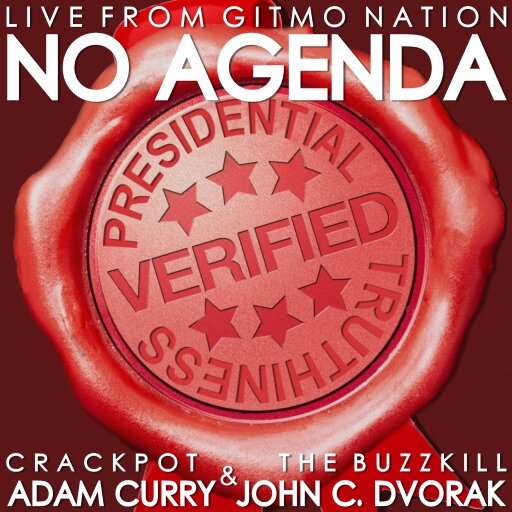 LIVE FROM GITMO NATION
NO AGENDA
PRESIDENTIAL
VERIFIED
TRUTHINESS
CRACKPOT & THE BUZZKILL
ADAM CURRY JOHN C. DVORAK